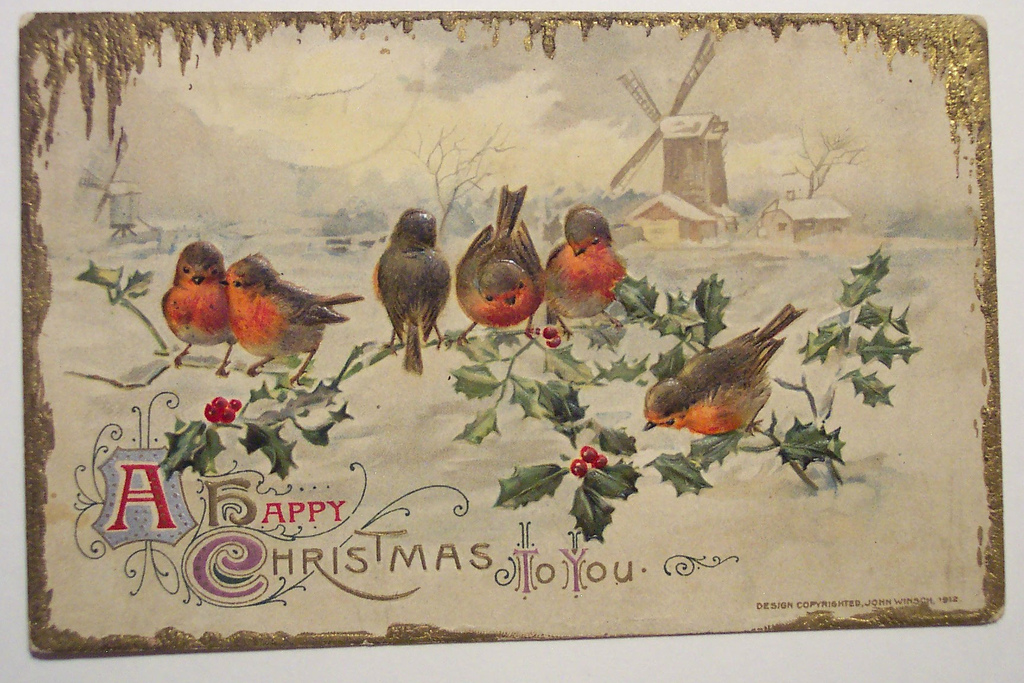 A HAPPY
CHRISTMAS TO YOU.
DESIGN COPYRIGHTED, JOHN WINSCH, 1912.